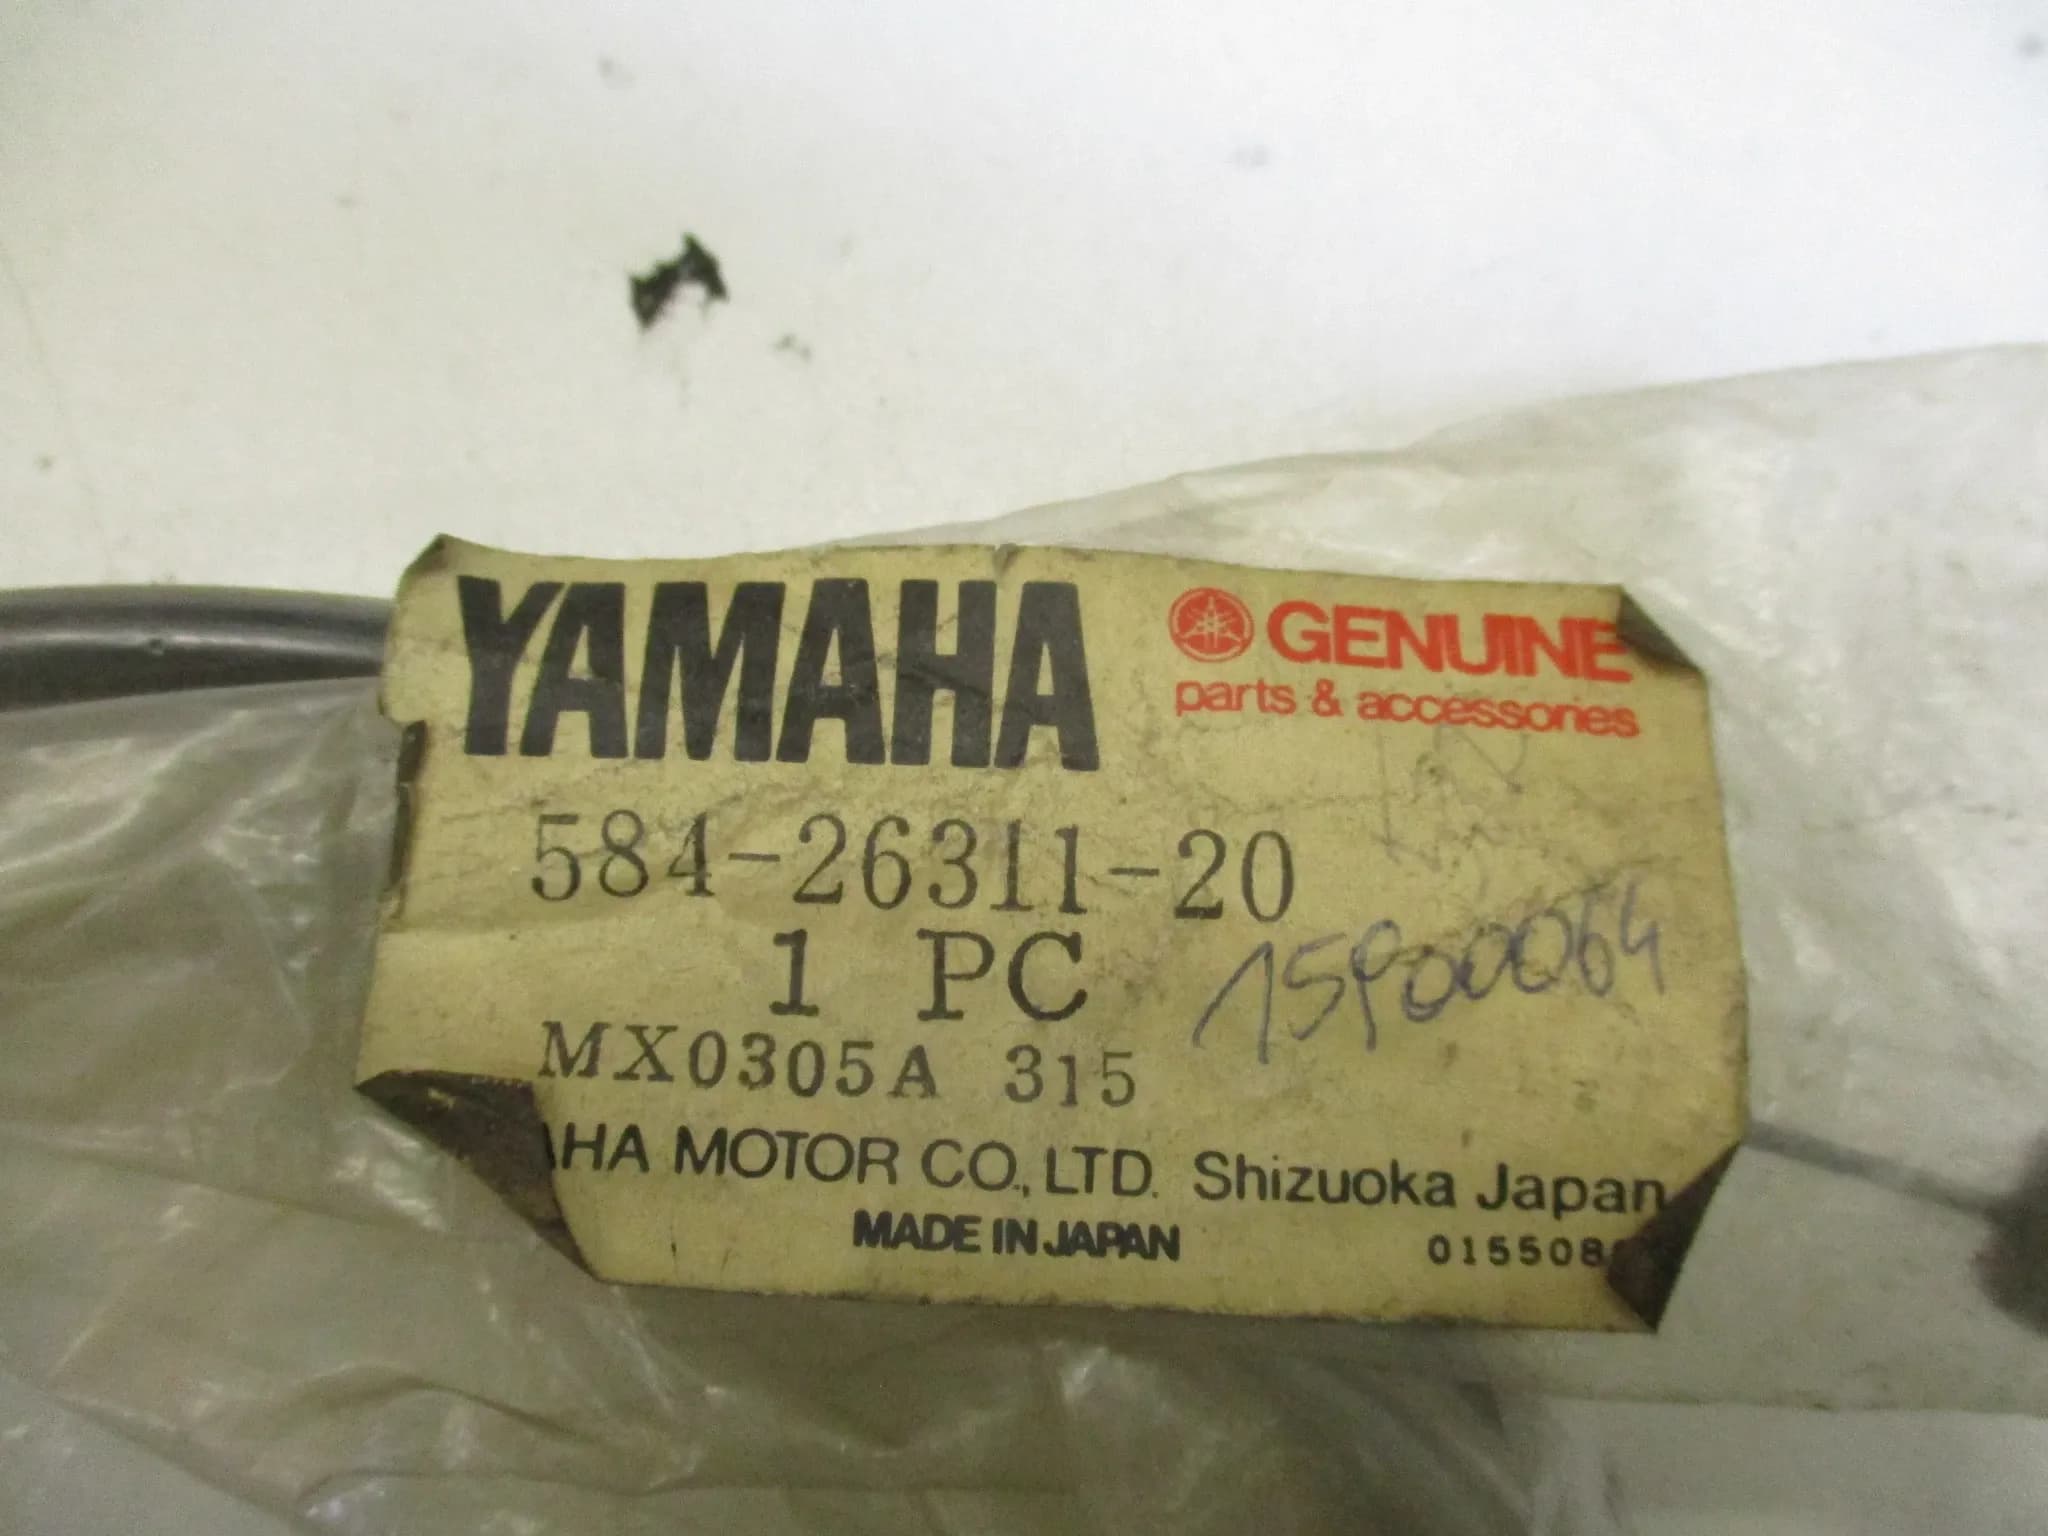 YAMAHA
GENUINE
parts & accessories
584-26311-20
1 PC
15900064
MX0305A 315
AHA MOTOR CO., LTD. Shizuoka Japan
MADE IN JAPAN
015508